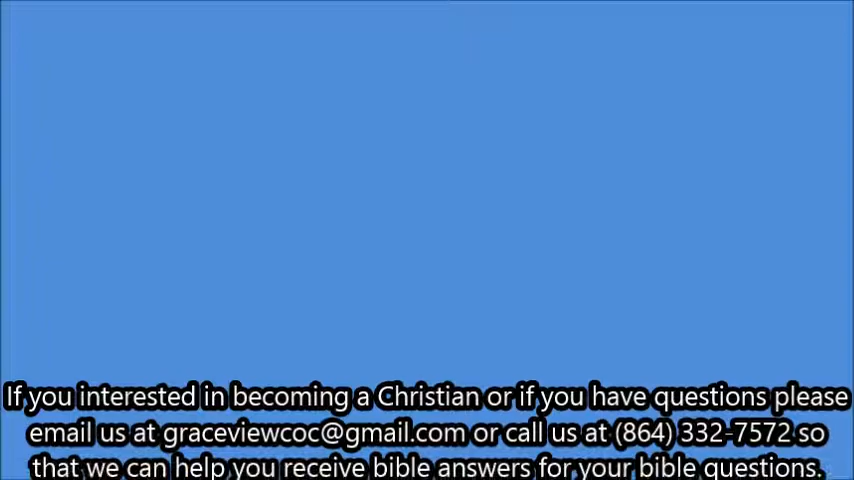 If you interested in becoming a Christian or if you have questions please
email us at graceviewcoc@gmail.com or call us at (864) 332-7572 so
that we can help you receive bible answers for your bible questions.